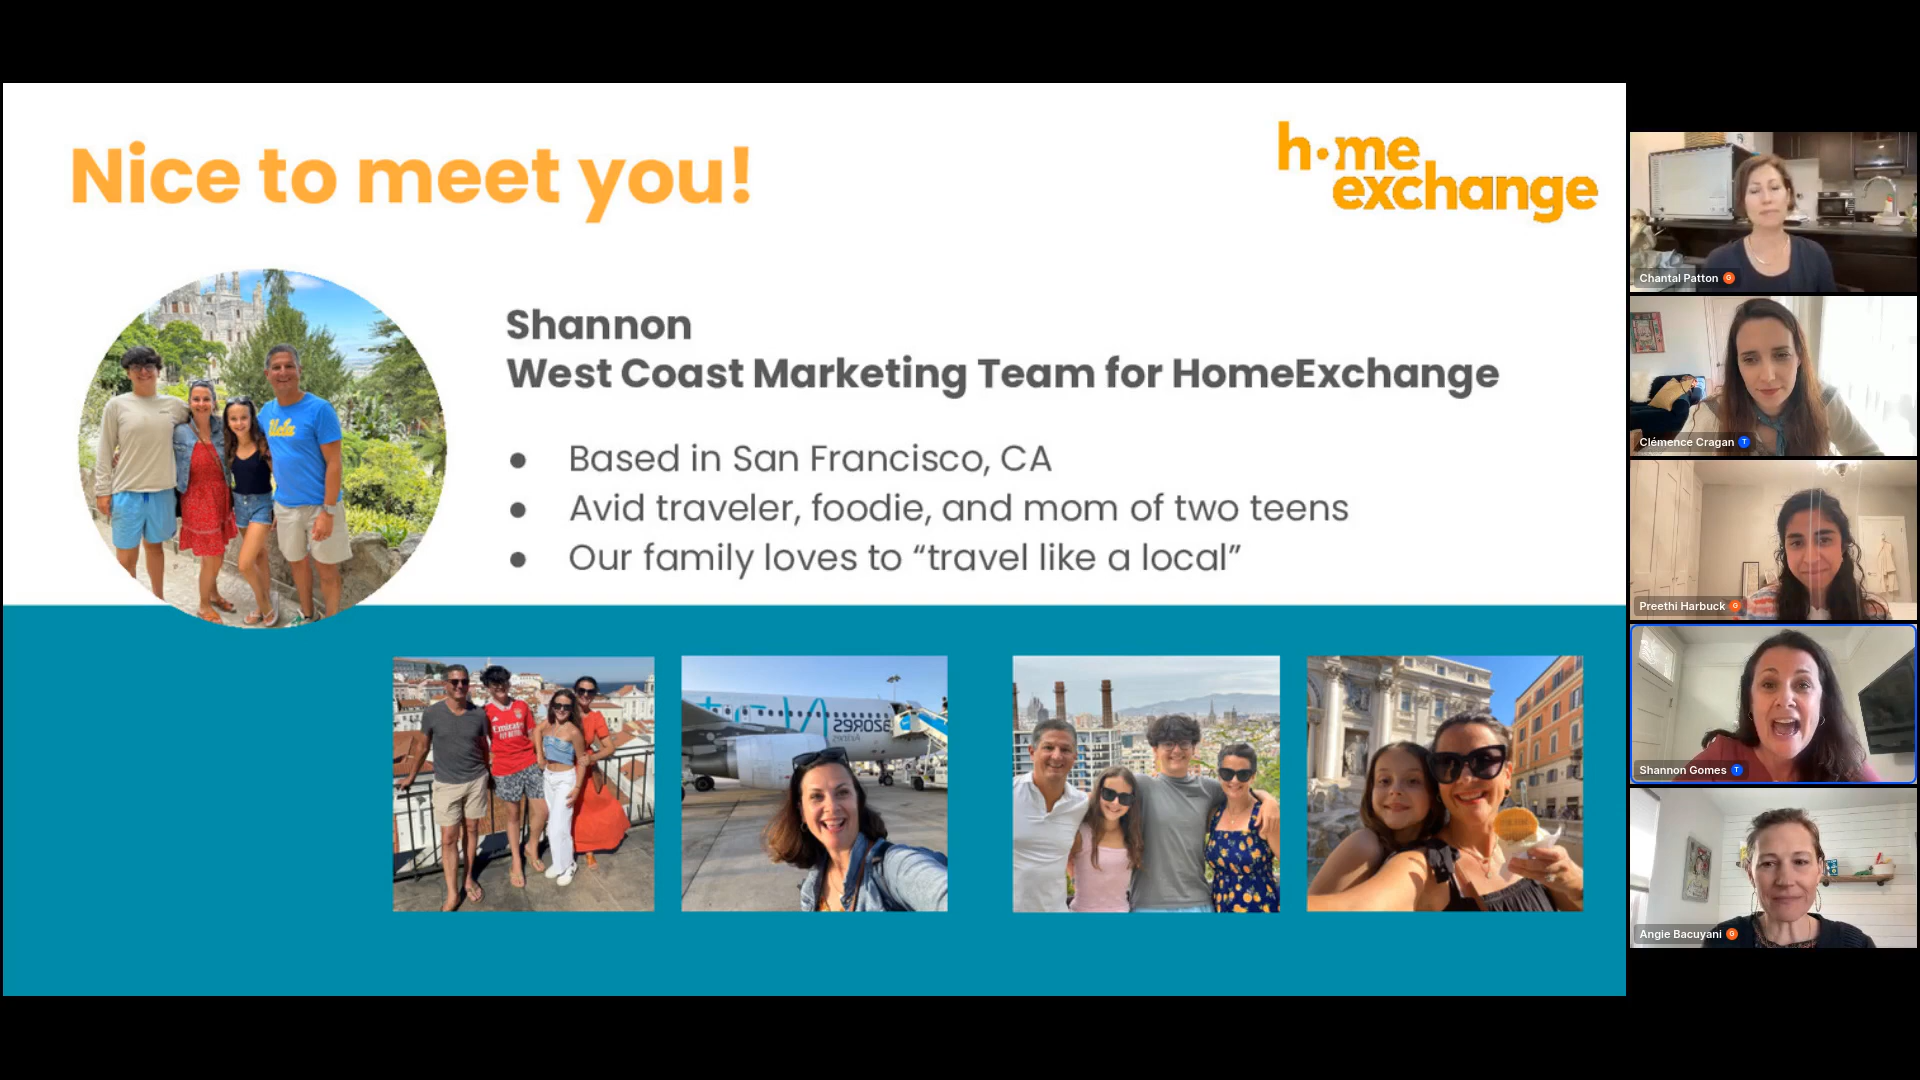 Nice to meet you!
h•me
exchange
Shannon
West Coast Marketing Team for HomeExchange
● Based in San Francisco, CA
● Avid traveler, foodie, and mom of two teens
● Our family loves to “travel like a local”
Ucla
Chantal Patton
Clémence Cragan T
Preethi Harbuck
Shannon Gomes T
Angie Bacuyani